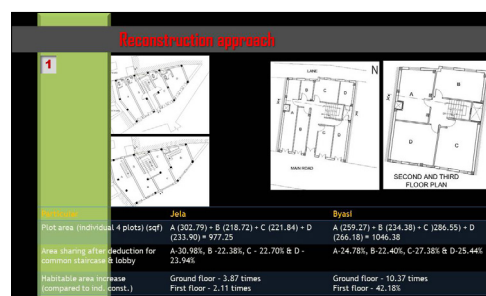 Reconstruction approach
1
LANE
N
B
C
D
A
B
D
A
C
MAIN ROAD
A
B
D
C
SECOND AND THIRD
FLOOR PLAN
Particular
Jela
Byasi
Plot area (individual 4 plots) (sqf)
A (302.79) + B (218.72) + C (221.84) + D
(233.90) = 977.25
A (259.27) + B (234.38) + C (286.55) + D
(266.18) = 1046.38
Area sharing after deduction for
common staircase & lobby
A-30.98%, B -22.38%, C - 22.70% & D -
23.94%
A-24.78%, B-22.40%, C-27.38% & D-25.44%
Habitable area increase
(compared to ind. const.)
Ground floor - 3.87 times
First floor - 2.11 times
Ground floor - 10.37 times
First floor - 42.18%